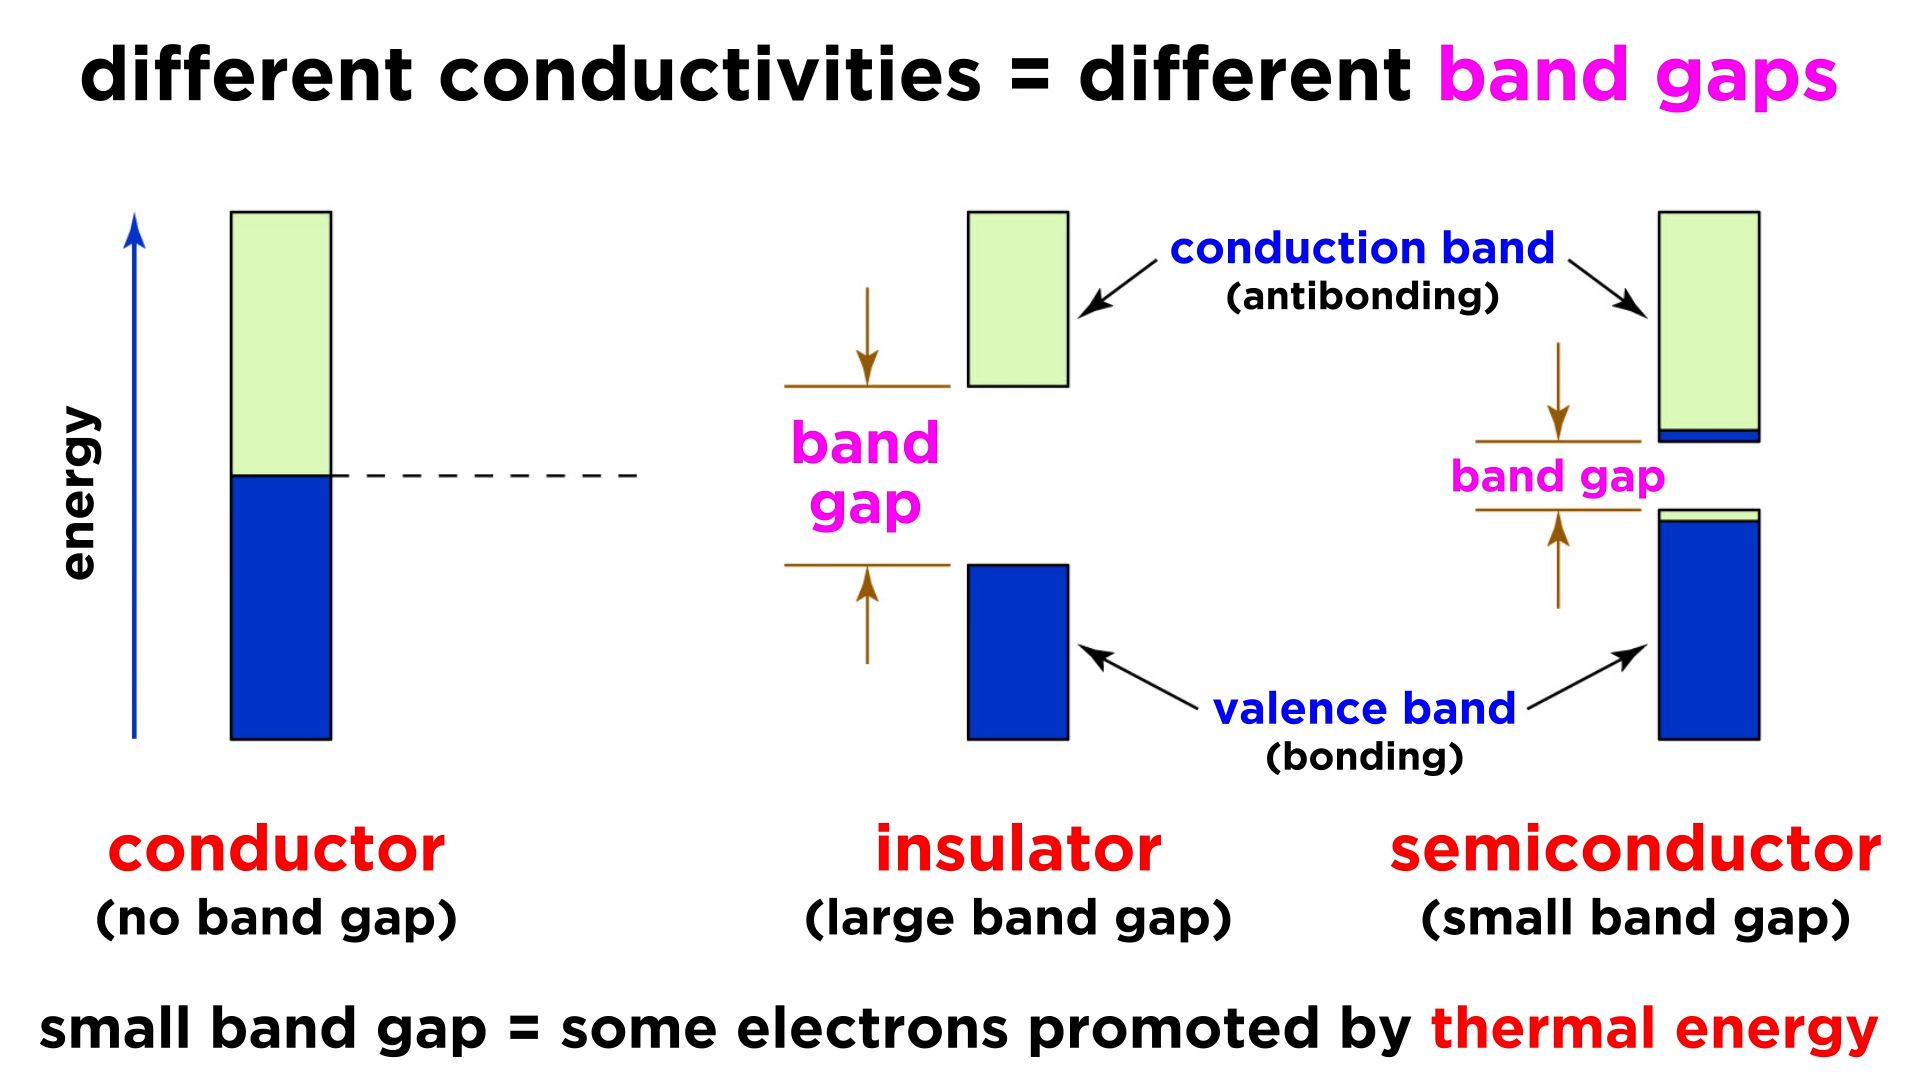 different conductivities = different band gaps
energy
conduction band
(antibonding)
band
gap
band gap
valence band
(bonding)
conductor
(no band gap)
insulator
(large band gap)
semiconductor
(small band gap)
small band gap = some electrons promoted by thermal energy